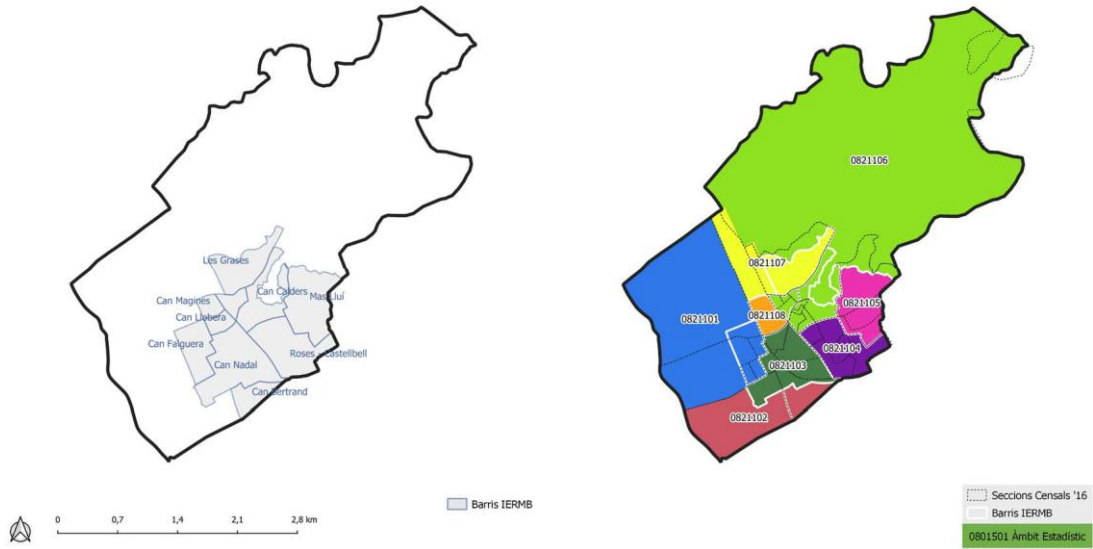 Les Grases
Can Calders
Mas Lluí
Can Magines
Can Llobera
Can Falguera
Roses - Castellbell
Can Nadal
Can Bertrand
0 0,7 1,4 2,1 2,8 km
Barris IERMB
0821106
0821107
0821105
0821108
0821101
0821104
0821103
0821102
Seccions Censals '16
Barris IERMB
0801501 Àmbit Estadístic